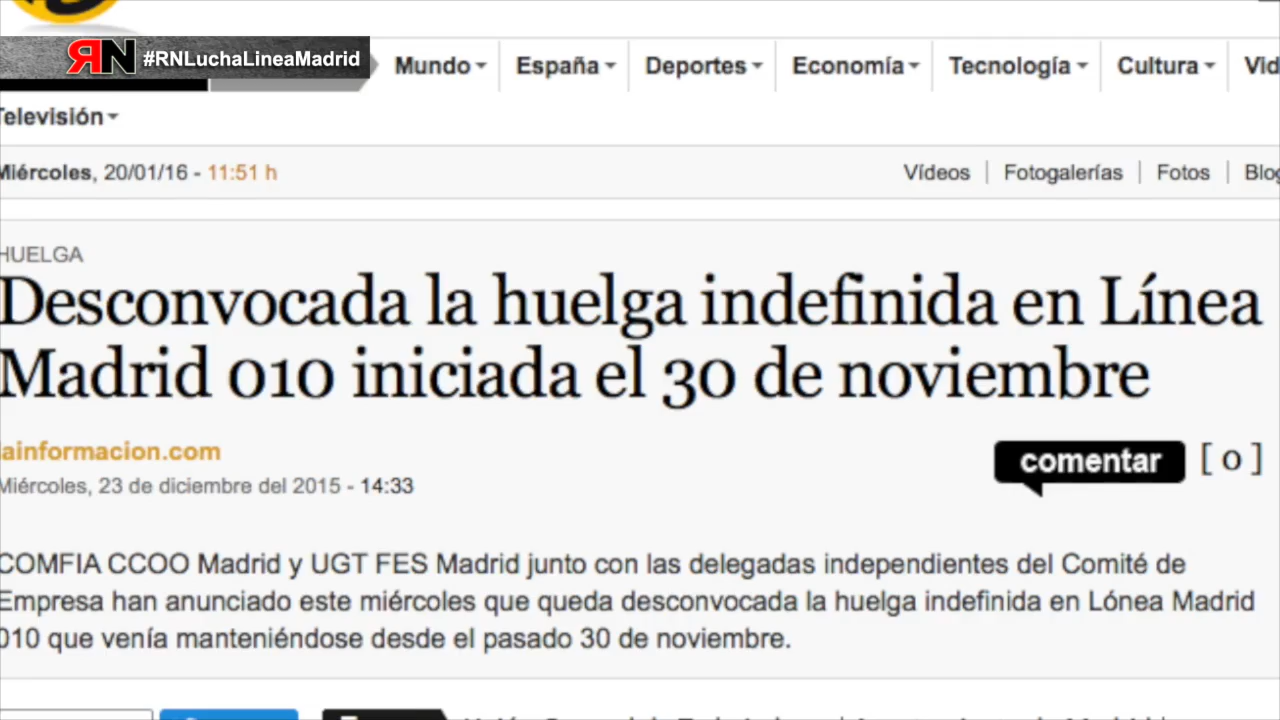 RN #RNLuchaLineaMadrid
Mundo España Deportes Economía Tecnología Cultura
Televisión
Miércoles, 20/01/16 - 11:51 h
Vídeos | Fotogalerías | Fotos |
HUELGA
Desconvocada la huelga indefinida en Línea
Madrid 010 iniciada el 30 de noviembre
lainformacion.com
comentar [ 0 ]
Miércoles, 23 de diciembre del 2015 - 14:33
COMFIA CCOO Madrid y UGT FES Madrid junto con las delegadas independientes del Comité de
Empresa han anunciado este miércoles que queda desconvocada la huelga indefinida en Lónea Madrid
010 que venía manteniéndose desde el pasado 30 de noviembre.